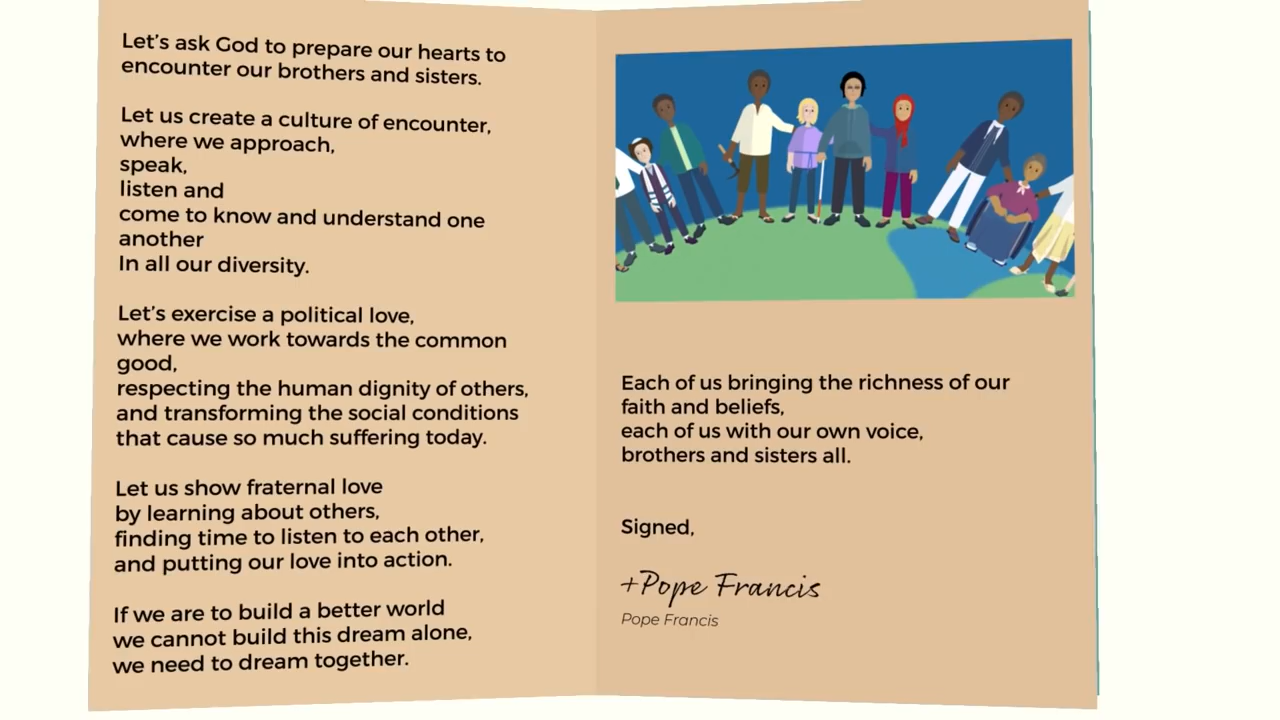 Let's ask God to prepare our hearts to
encounter our brothers and sisters.
Let us create a culture of encounter,
where we approach,
speak,
listen and
come to know and understand one
another
In all our diversity.
Let's exercise a political love,
where we work towards the common
good,
respecting the human dignity of others,
and transforming the social conditions
that cause so much suffering today.
Let us show fraternal love
by learning about others,
finding time to listen to each other,
and putting our love into action.
If we are to build a better world
we cannot build this dream alone,
we need to dream together.
Each of us bringing the richness of our
faith and beliefs,
each of us with our own voice,
brothers and sisters all.
Signed,
+Pope Francis
Pope Francis